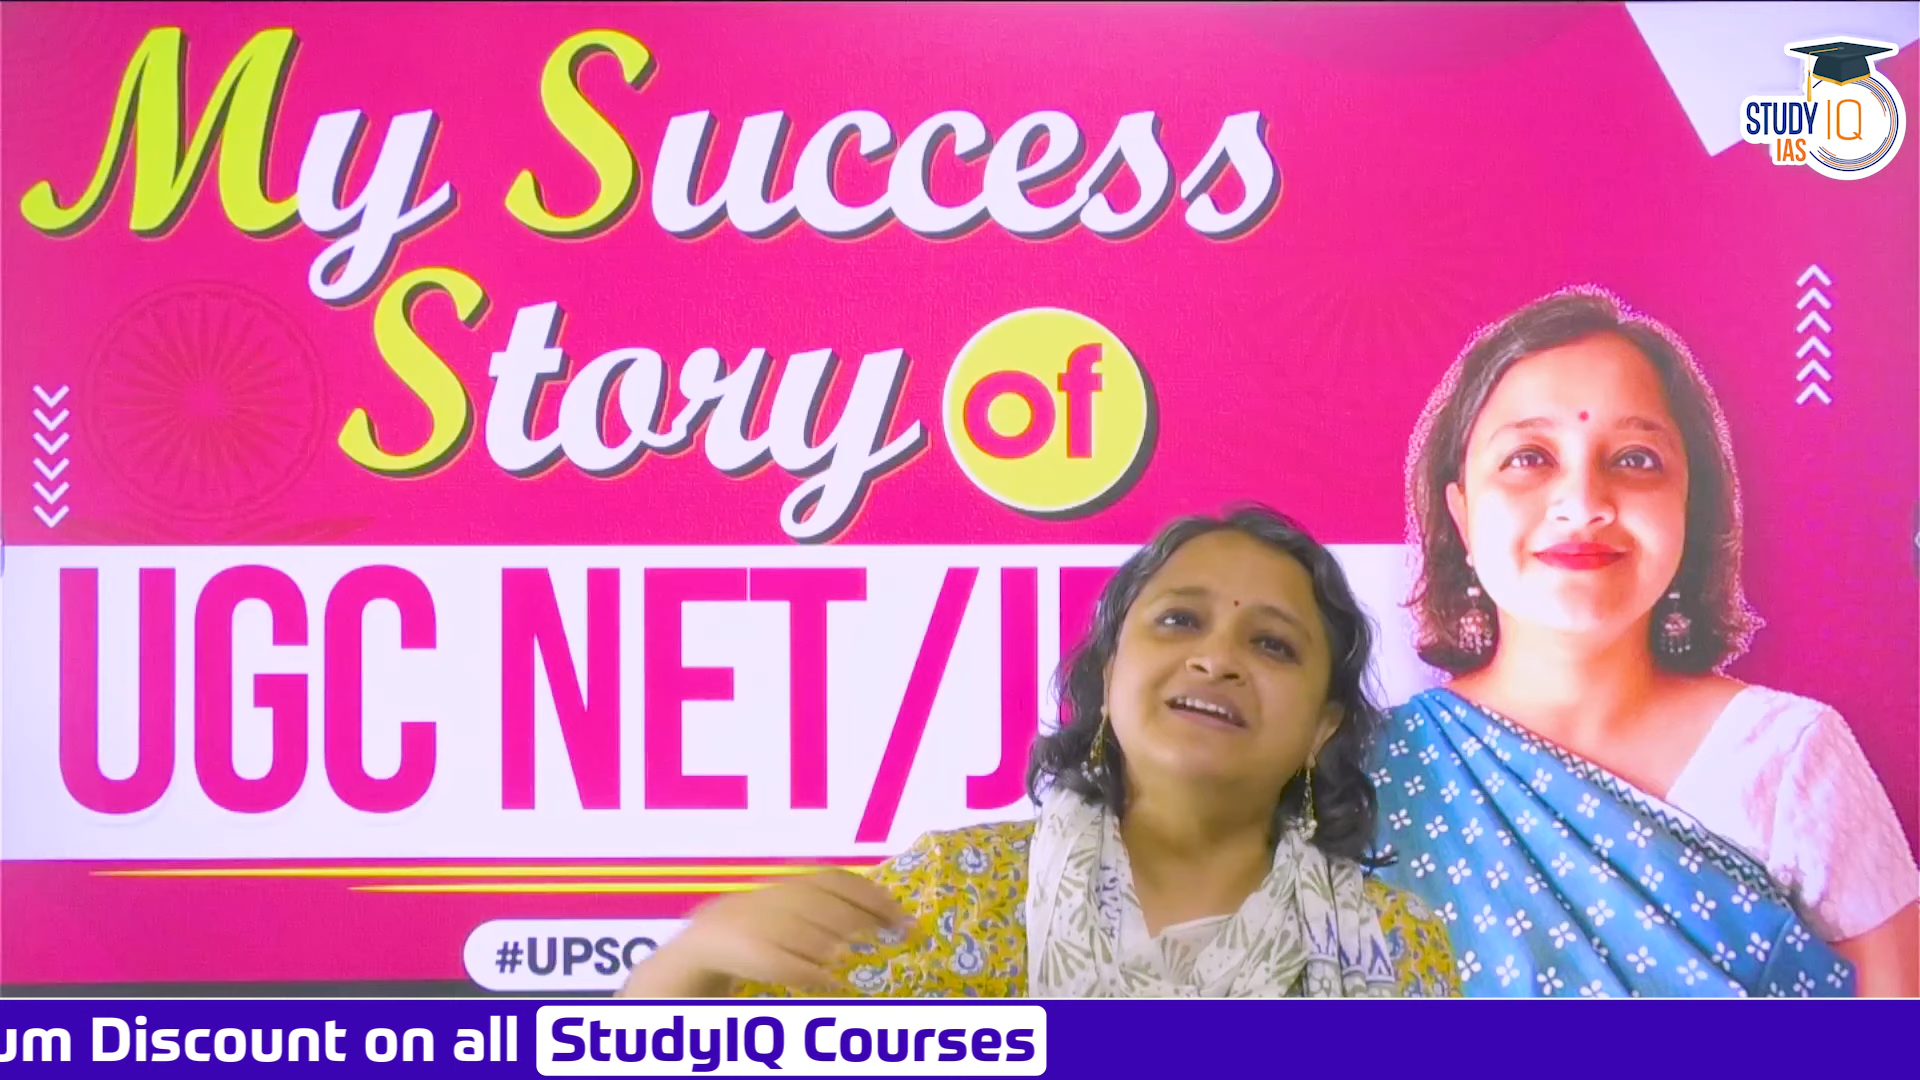 My Success
Story of
UGC NET/J
#UPSC
STUDY IQ
IAS
um Discount on all StudyIQ Courses